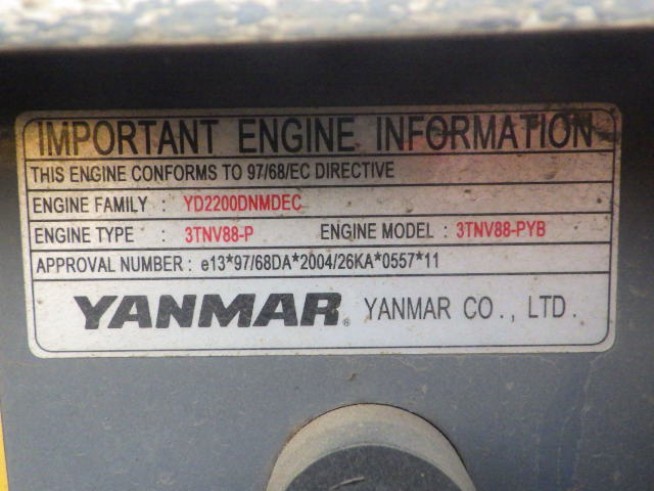 IMPORTANT ENGINE INFORMATION
THIS ENGINE CONFORMS TO 97/68/EC DIRECTIVE
ENGINE FAMILY : YD2200DNMDEC
ENGINE TYPE : 3TNV88-P ENGINE MODEL : 3TNV88-PYB
APPROVAL NUMBER : e13*97/68DA*2004/26KA*0557*11
YANMAR® YANMAR CO., LTD.